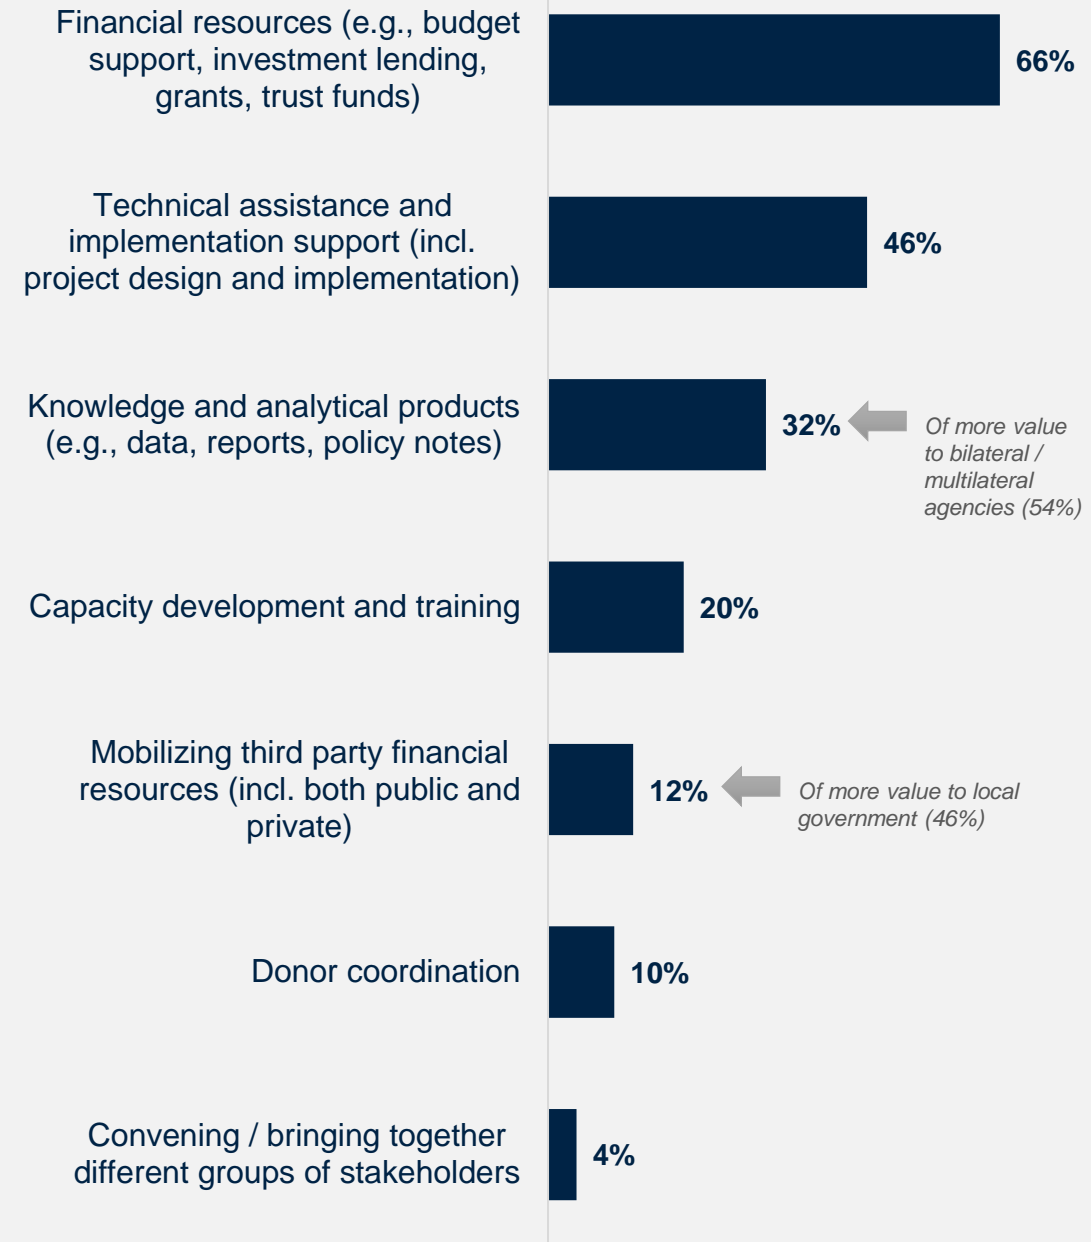 Financial resources (e.g., budget
support, investment lending,
grants, trust funds)
66%
Technical assistance and
implementation support (incl.
project design and implementation)
46%
Knowledge and analytical products
(e.g., data, reports, policy notes)
32%
Of more value
to bilateral /
multilateral
agencies (54%)
Capacity development and training
20%
Mobilizing third party financial
resources (incl. both public and
private)
12%
Of more value to local
government (46%)
Donor coordination
10%
Convening / bringing together
different groups of stakeholders
4%